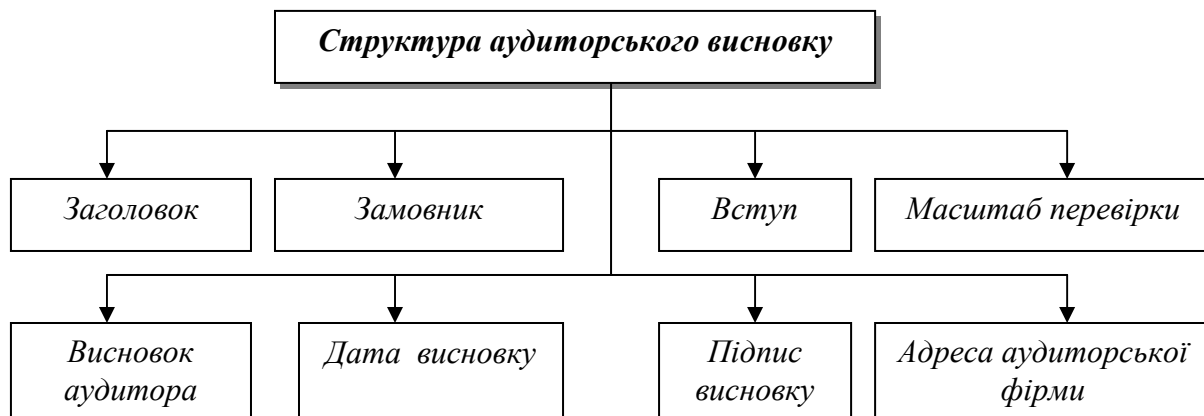 Структура аудиторського висновку
Заголовок
Замовник
Вступ
Масштаб перевірки
Висновок
аудитора
Дата висновку
Підпис
висновку
Адреса аудиторської
фірми